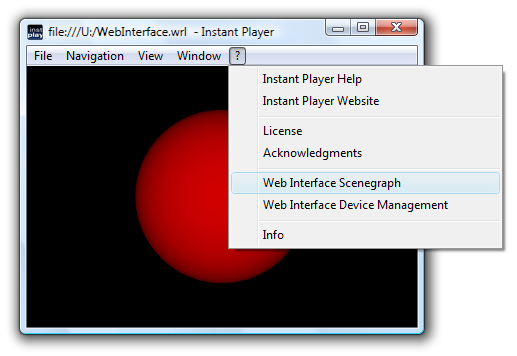 inst play file:///U:/WebInterface.wrl - Instant Player
File Navigation View Window ?
Instant Player Help
Instant Player Website
License
Acknowledgments
Web Interface Scenegraph
Web Interface Device Management
Info